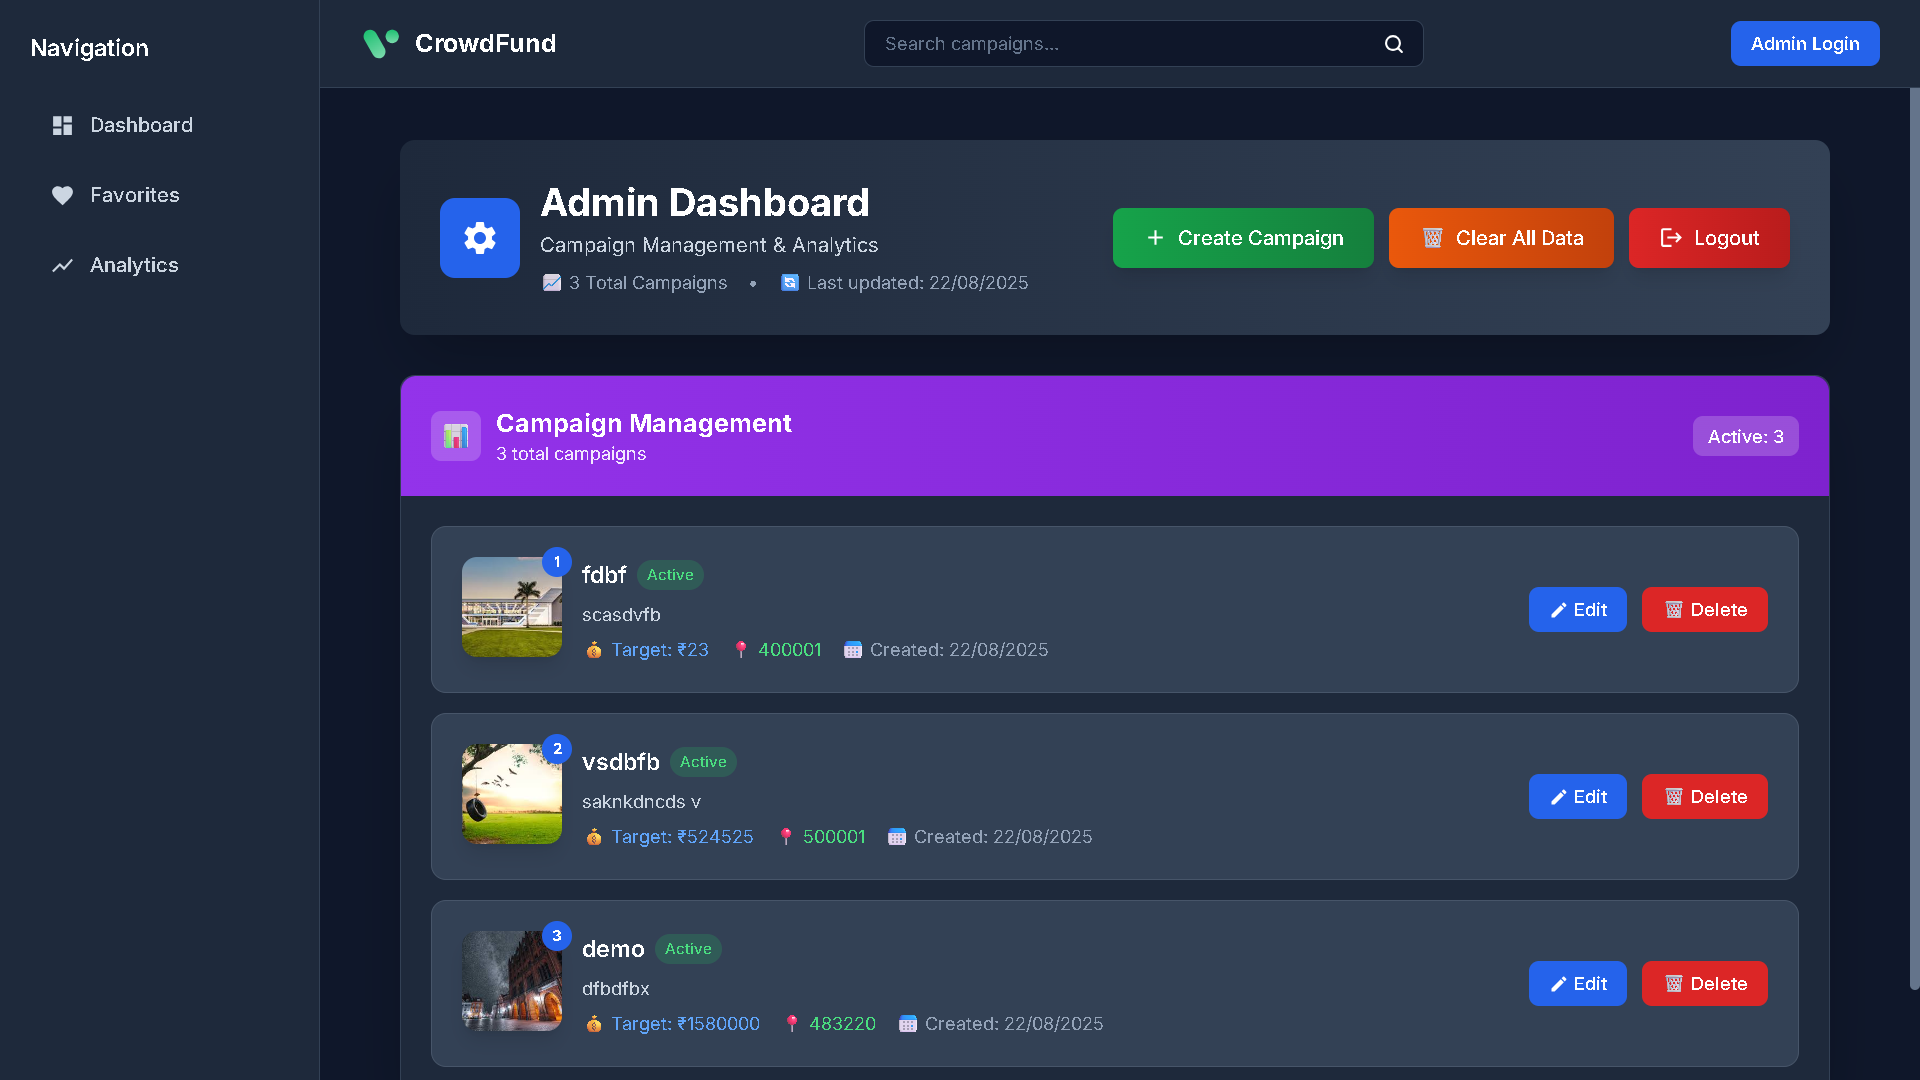 Navigation
Dashboard
Favorites
Analytics
CrowdFund
Search campaigns...
Admin Login
Admin Dashboard
Campaign Management & Analytics
3 Total Campaigns • Last updated: 22/08/2025
Create Campaign
Clear All Data
Logout
Campaign Management
3 total campaigns
Active: 3
1
fdbf Active
scasdvfb
Target: ₹23 400001 Created: 22/08/2025
Edit Delete
2
vsdbfb Active
saknkdncds v
Target: ₹524525 500001 Created: 22/08/2025
Edit Delete
3
demo Active
dfbdfbx
Target: ₹1580000 483220 Created: 22/08/2025
Edit Delete